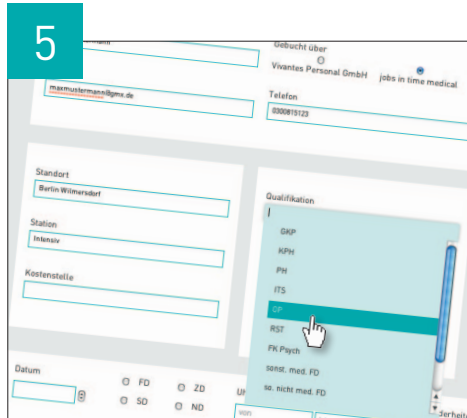 5
Gebucht über
Vivantes Personal GmbH
jobs in time medical
maxmustermann@gmx.de
Telefon
0300815123
Standort
Berlin Wilmersdorf
Station
Intensiv
Kostenstelle
Qualifikation
GKP
KPH
PH
ITS
OP
RST
FK Psych
sonst. med. FD
so. nicht med. FD
Datum
FD
ZD
SD
ND
von